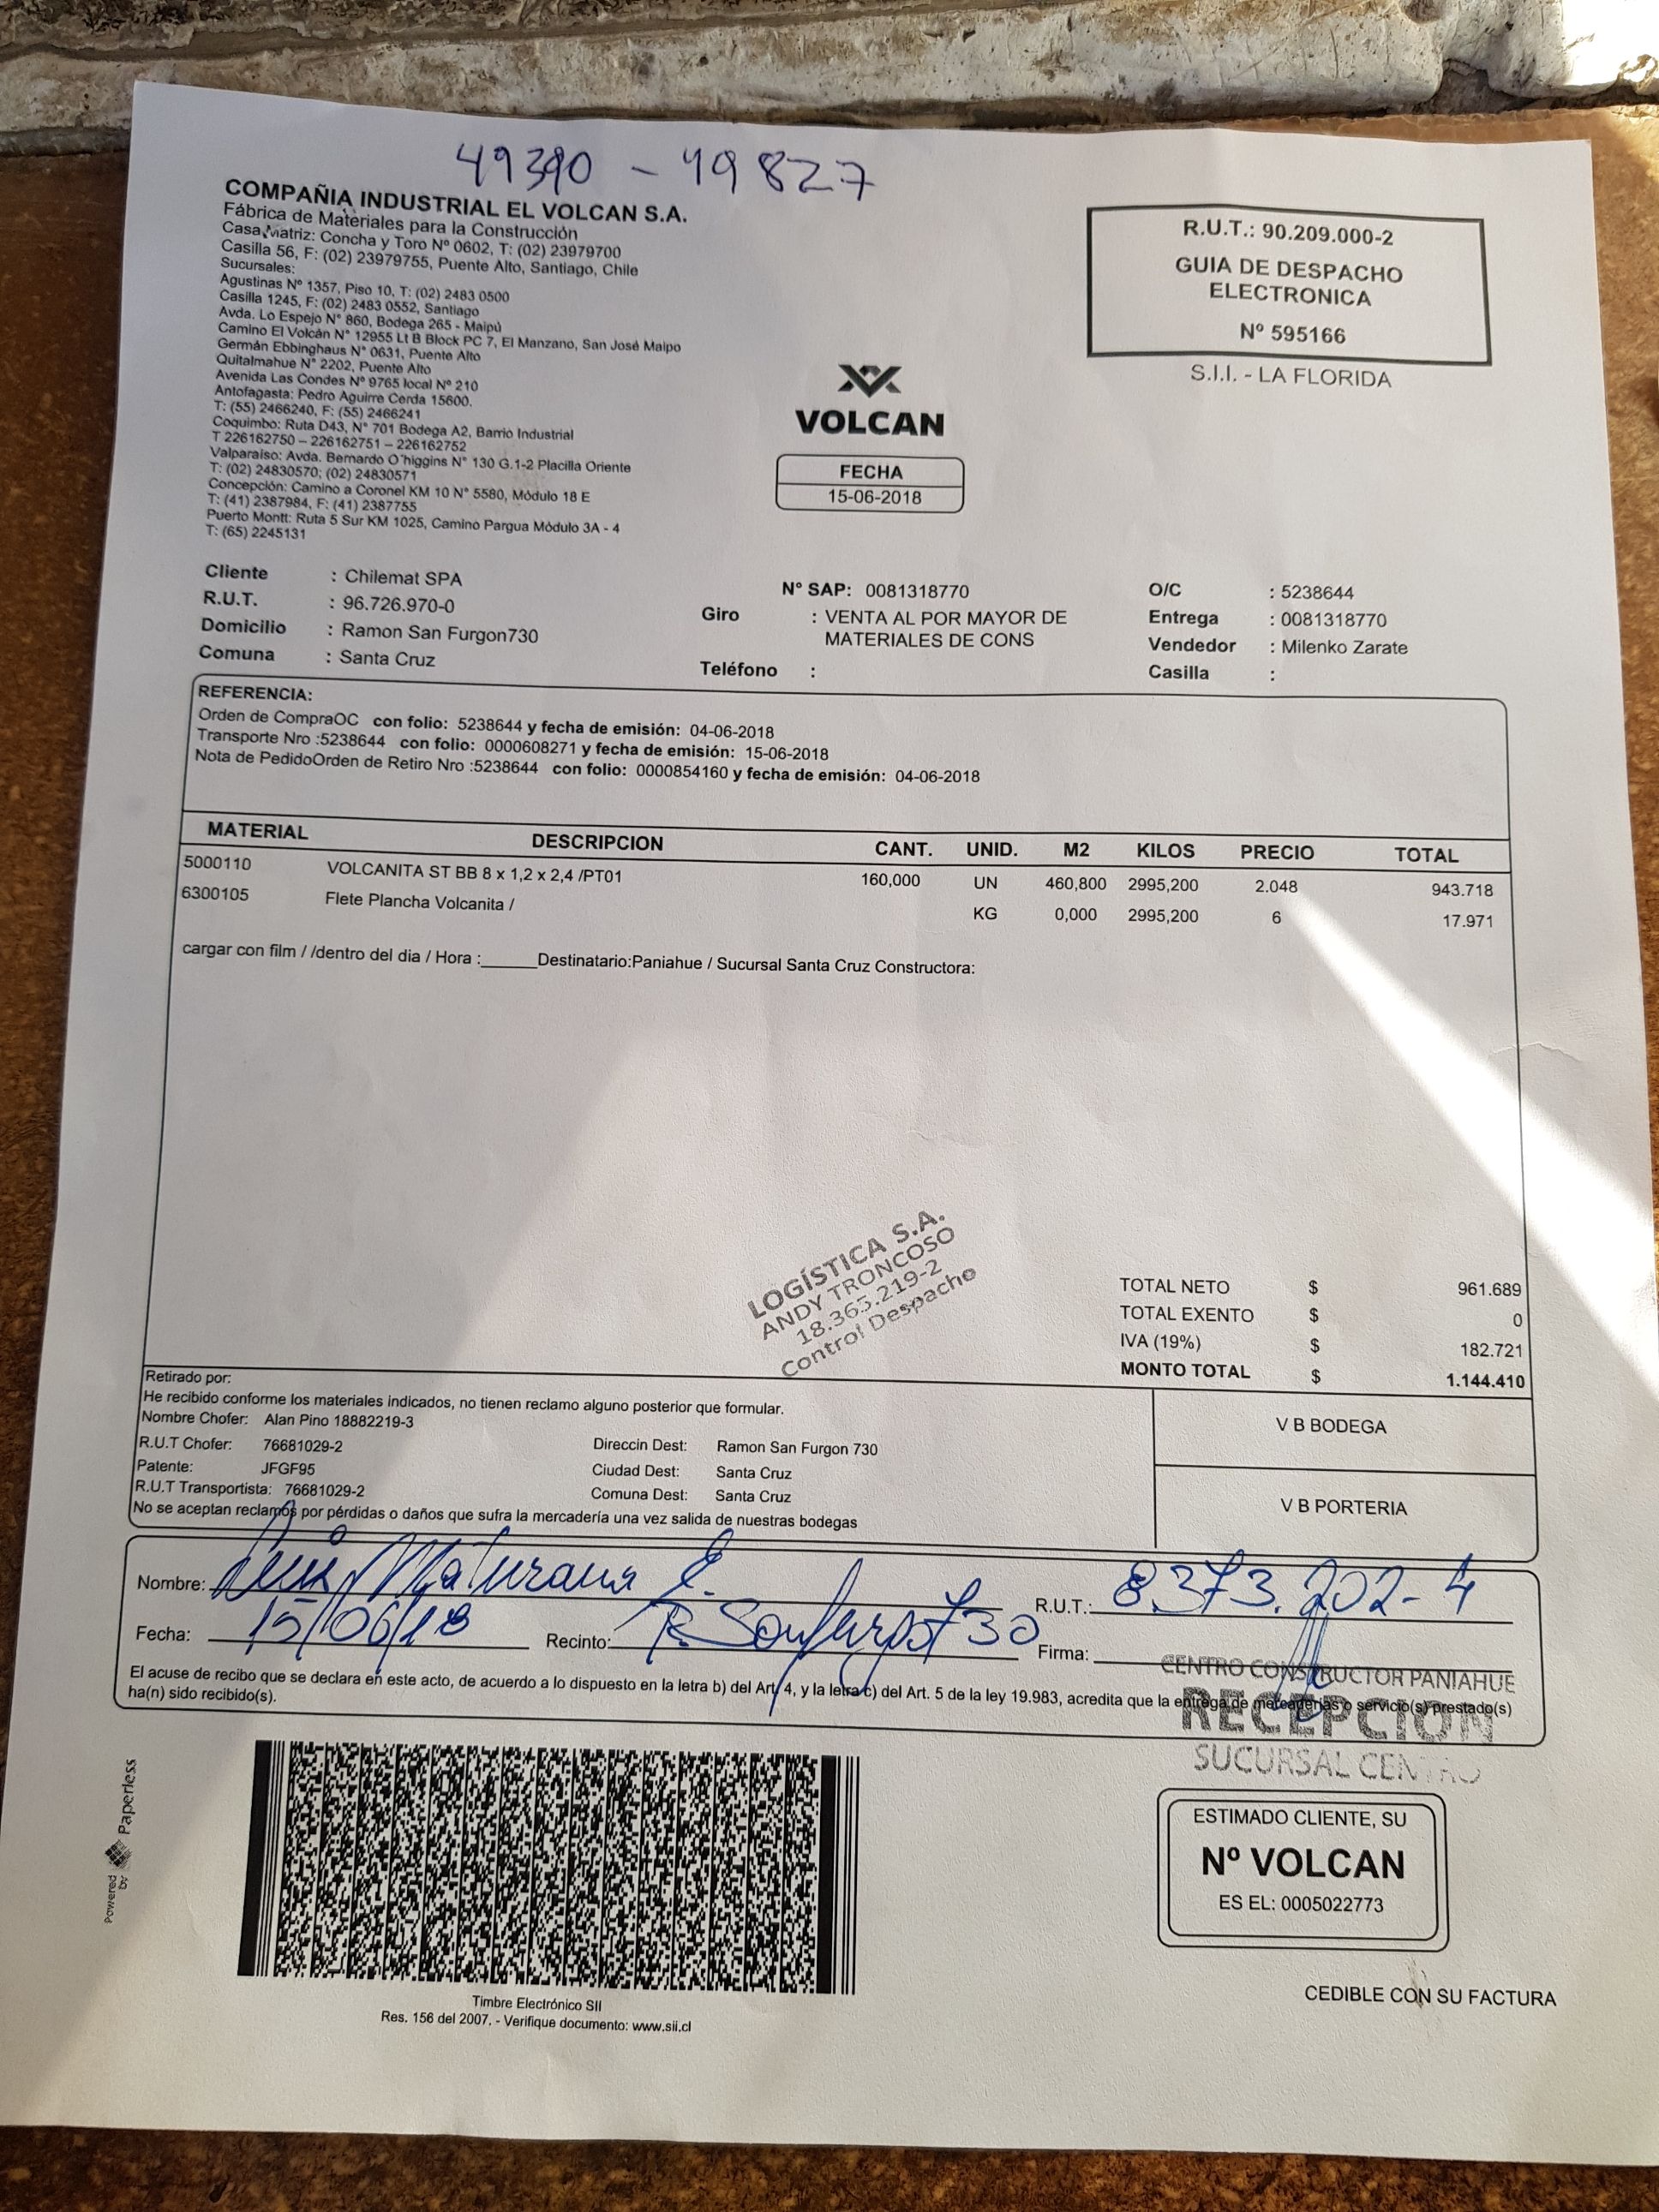 49390 - 49827
COMPAÑIA INDUSTRIAL EL VOLCAN S.A.
Fábrica de Materiales para la Construcción
Casa Matriz: Concha y Toro Nº 0602, T: (02) 23979700
Casilla 56, F: (02) 23979755, Puente Alto, Santiago, Chile
Sucursales:
Agustinas Nº 1357, Piso 10, T: (02) 2483 0500
Casilla 1245, F: (02) 2483 0552, Santiago
Avda. Lo Espejo N° 860, Bodega 265 - Maipú
Camino El Volcán N° 12955 Lt B Block PC 7, El Manzano, San José Maipo
Germán Ebbinghaus N° 0631, Puente Alto
Quitalmahue N° 2202, Puente Alto
Avenida Las Condes Nº 9765 local Nº 210
Antofagasta: Pedro Aguirre Cerda 15600.
T: (55) 2466240, F: (55) 2466241
Coquimbo: Ruta D43, N° 701 Bodega A2, Barrio Industrial
T 226162750 – 226162751 – 226162752
Valparaiso: Avda. Bernardo O´higgins N° 130 G.1-2 Placilla Oriente
T: (02) 24830570; (02) 24830571
Concepción: Camino a Coronel KM 10 N° 5580, Módulo 18 E
T: (41) 2387984, F: (41) 2387755
Puerto Montt: Ruta 5 Sur KM 1025, Camino Pargua Módulo 3A - 4
T: (65) 2245131
VOLCAN
FECHA
15-06-2018
R.U.T.: 90.209.000-2
GUIA DE DESPACHO
ELECTRONICA
Nº 595166
S.I.I. - LA FLORIDA
Cliente : Chilemat SPA
R.U.T. : 96.726.970-0
Domicilio : Ramon San Furgon730
Comuna : Santa Cruz
N° SAP: 0081318770
Giro : VENTA AL POR MAYOR DE
MATERIALES DE CONS
Teléfono :
O/C : 5238644
Entrega : 0081318770
Vendedor : Milenko Zarate
Casilla :
REFERENCIA:
Orden de CompraOC con folio: 5238644 y fecha de emisión: 04-06-2018
Transporte Nro :5238644 con folio: 0000608271 y fecha de emisión: 15-06-2018
Nota de PedidoOrden de Retiro Nro :5238644 con folio: 0000854160 y fecha de emisión: 04-06-2018
MATERIAL DESCRIPCION CANT. UNID. M2 KILOS PRECIO TOTAL
5000110 VOLCANITA ST BB 8 x 1,2 x 2,4 /PT01 160,000 UN 460,800 2995,200 2.048 943.718
6300105 Flete Plancha Volcanita / KG 0,000 2995,200 6 17.971
cargar con film / /dentro del dia / Hora :______Destinatario:Paniahue / Sucursal Santa Cruz Constructora:
LOGÍSTICA S.A.
ANDY TRONCOSO
18.363.219-2
Control Despacho
TOTAL NETO $ 961.689
TOTAL EXENTO $ 0
IVA (19%) $ 182.721
MONTO TOTAL $ 1.144.410
Retirado por:
He recibido conforme los materiales indicados, no tienen reclamo alguno posterior que formular.
Nombre Chofer: Alan Pino 18882219-3
R.U.T Chofer: 76681029-2 Direccin Dest: Ramon San Furgon 730
Patente: JFGF95 Ciudad Dest: Santa Cruz
R.U.T Transportista: 76681029-2 Comuna Dest: Santa Cruz
No se aceptan reclamos por pérdidas o daños que sufra la mercadería una vez salida de nuestras bodegas
V B BODEGA
V B PORTERIA
Nombre: Luis Maturana E. R.U.T.: 8.373.202-4
Fecha: 15/06/18 Recinto: R. Sanfurgo 730 Firma:
El acuse de recibo que se declara en este acto, de acuerdo a lo dispuesto en la letra b) del Art. 4, y la letra c) del Art. 5 de la ley 19.983, acredita que la entrega de mercaderías o servicio(s) prestado(s)
ha(n) sido recibido(s).
CENTRO CONSTRUCTOR PANIAHUE
RECEPCION
SUCURSAL CENTRO
Powered by: Paperless
Timbre Electrónico SII
Res. 156 del 2007. - Verifique documento: www.sii.cl
ESTIMADO CLIENTE, SU
Nº VOLCAN
ES EL: 0005022773
CEDIBLE CON SU FACTURA